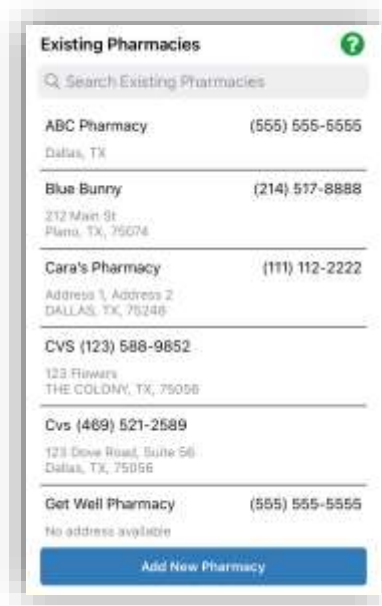 Existing Pharmacies ?
Search Existing Pharmacies
ABC Pharmacy (555) 555-5555
Dallas, TX
Blue Bunny (214) 517-8888
212 Main St
Plano, TX, 75074
Cara's Pharmacy (111) 112-2222
Address 1, Address 2
DALLAS, TX, 75248
CVS (123) 588-9852
123 Flowers
THE COLONY, TX, 75056
Cvs (469) 521-2589
123 Dove Road, Suite 56
Dallas, TX, 75056
Get Well Pharmacy (555) 555-5555
No address available
Add New Pharmacy